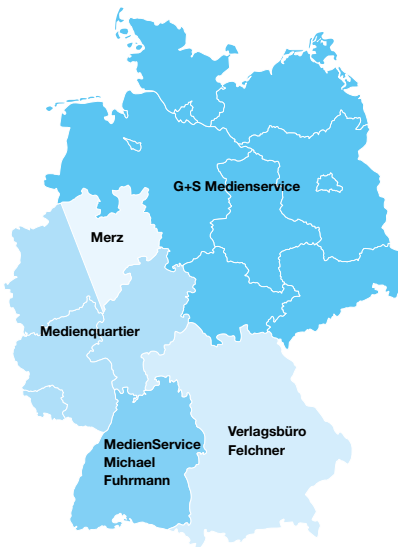 G+S Medienservice
Merz
Medienquartier
MedienService
Michael
Fuhrmann
Verlagsbüro
Felchner